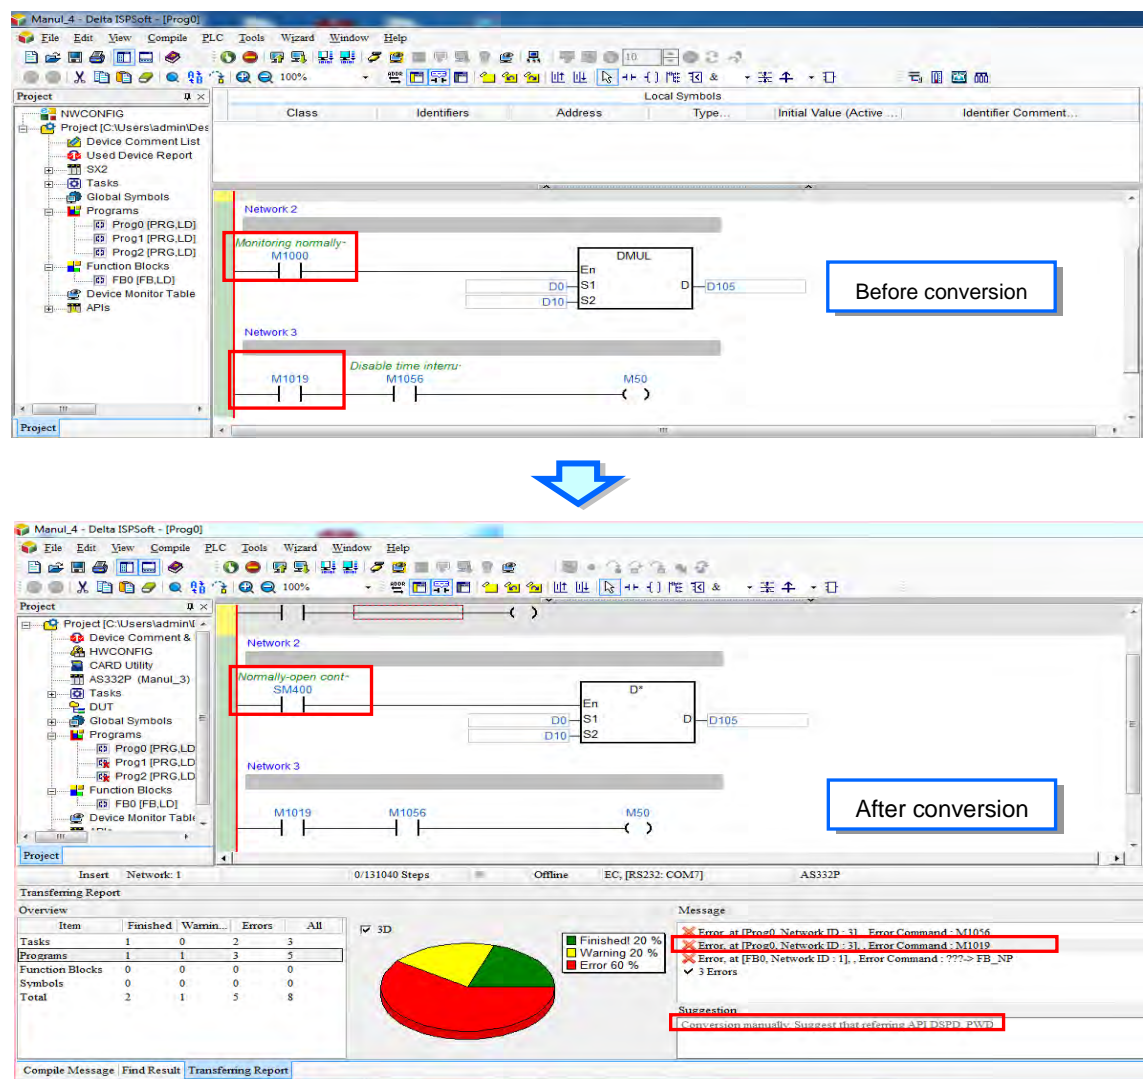 Manul_4 - Delta ISPSoft - [Prog0]
File Edit View Compile PLC Tools Wizard Window Help
10
100%
Project
NWCONFIG
Project [C:\Users\admin\Des
Device Comment List
Used Device Report
SX2
Tasks
Global Symbols
Programs
Prog0 [PRG,LD]
Prog1 [PRG,LD]
Prog2 [PRG,LD]
Function Blocks
FB0 [FB,LD]
Device Monitor Table
APIs
Project
Local Symbols
Class Identifiers Address Type... Initial Value (Active ...) Identifier Comment...
Network 2
Monitoring normally~
M1000
DMUL
En
D0 S1 D D105
D10 S2
Before conversion
Network 3
Disable time interru~
M1019 M1056 M50
Manul_4 - Delta ISPSoft - [Prog0]
File Edit View Compile PLC Tools Wizard Window Help
100%
Project
Project [C:\Users\admin\
Device Comment &
HWCONFIG
CARD Utility
AS332P (Manul_3)
Tasks
DUT
Global Symbols
Programs
Prog0 [PRG,LD
Prog1 [PRG,LD
Prog2 [PRG,LD
Function Blocks
FB0 [FB,LD]
Device Monitor Table
APIs
Project
Network 2
Normally-open cont~
SM400
D*
En
D0 S1 D D105
D10 S2
Network 3
M1019 M1056 M50
After conversion
Insert Network: 1 0/131040 Steps Offline EC, [RS232: COM7] AS332P
Transferring Report
Overview
Item Finished Warnin... Errors All
Tasks 1 0 2 3
Programs 1 1 3 5
Function Blocks 0 0 0 0
Symbols 0 0 0 0
Total 2 1 5 8
3D
Finished! 20 %
Warning 20 %
Error 60 %
Message
Error, at [Prog0, Network ID : 3], , Error Command : M1056
Error, at [Prog0, Network ID : 3], , Error Command : M1019
Error, at [FB0, Network ID : 1], , Error Command : ???-> FB_NP
3 Errors
Suggestion
Conversion manually. Suggest that referring API DSPD, PWD
Compile Message Find Result Transferring Report